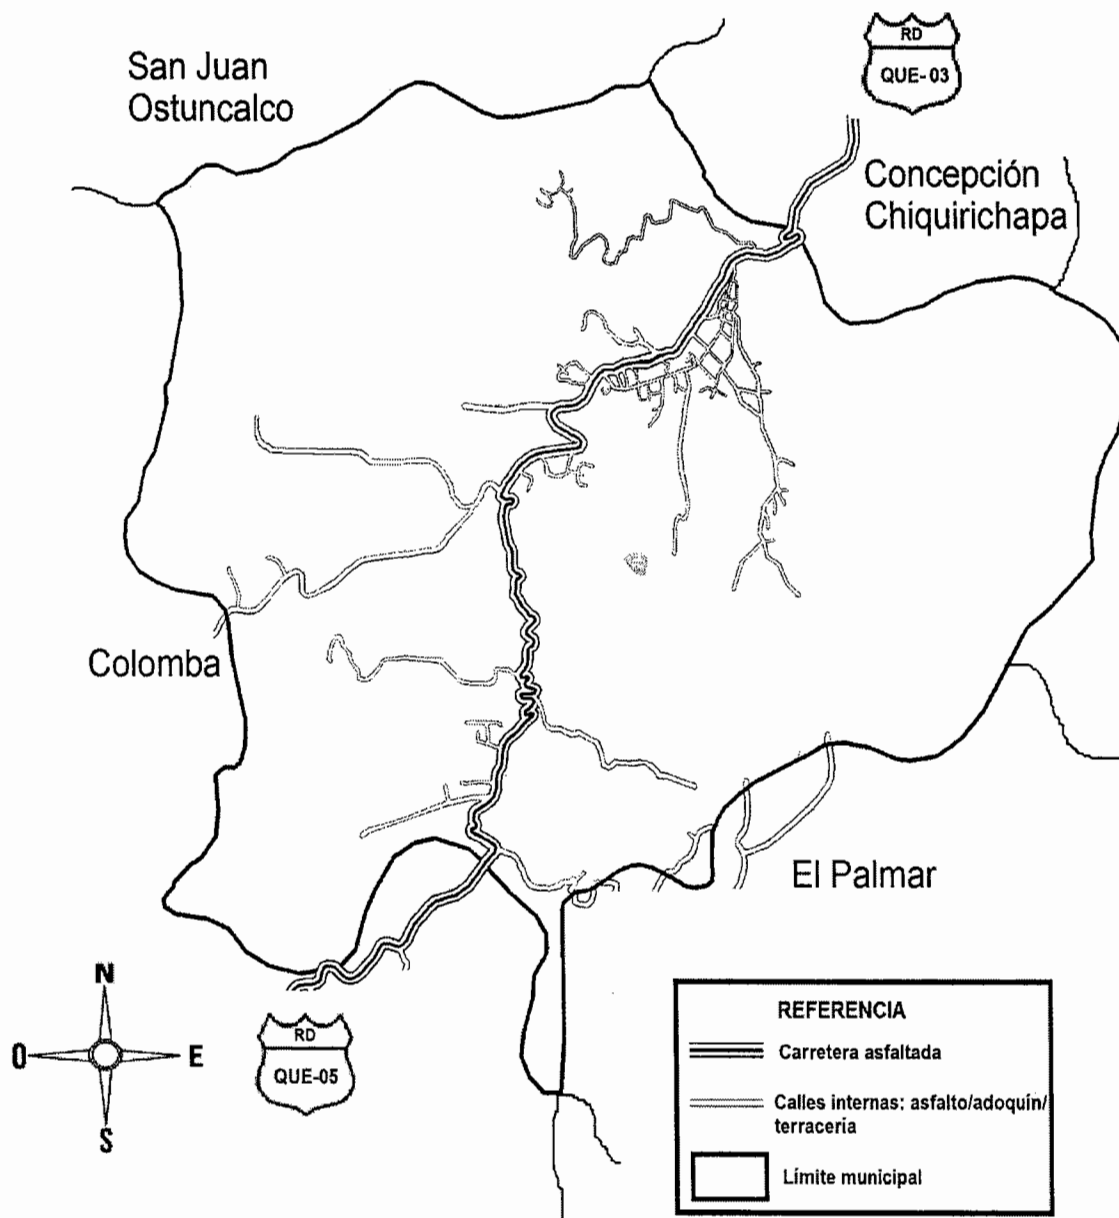 RD
QUE-03
San Juan
Ostuncalco
Concepción
Chiquirichapa
Colomba
El Palmar
N
O
E
S
RD
QUE-05
REFERENCIA
Carretera asfaltada
Calles internas: asfalto/adoquín/
terracería
Límite municipal